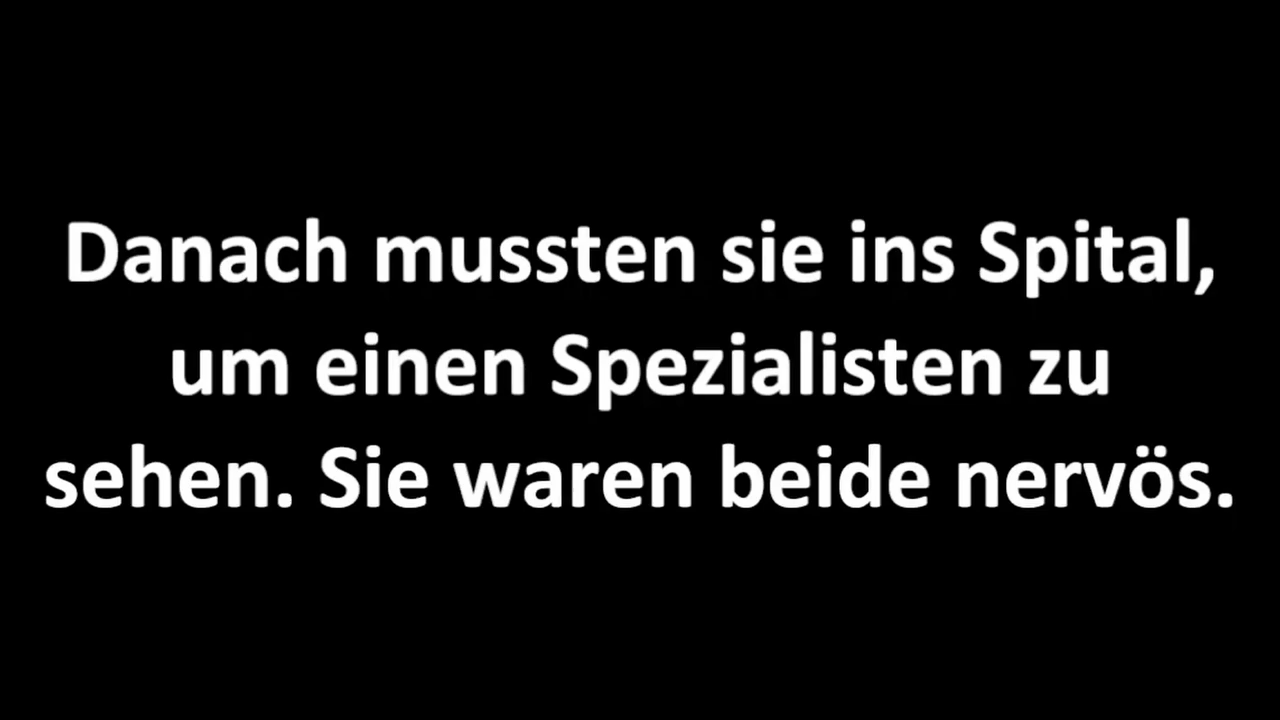 Danach mussten sie ins Spital,
um einen Spezialisten zu
sehen. Sie waren beide nervös.